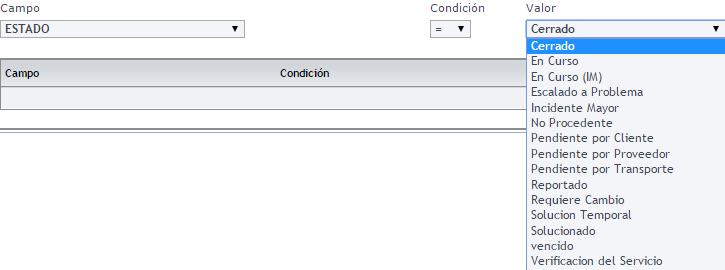 Campo Condición Valor
ESTADO = Cerrado
Cerrado
Campo Condición
En Curso
En Curso (IM)
Escalado a Problema
Incidente Mayor
No Procedente
Pendiente por Cliente
Pendiente por Proveedor
Pendiente por Transporte
Reportado
Requiere Cambio
Solucion Temporal
Solucionado
vencido
Verificacion del Servicio